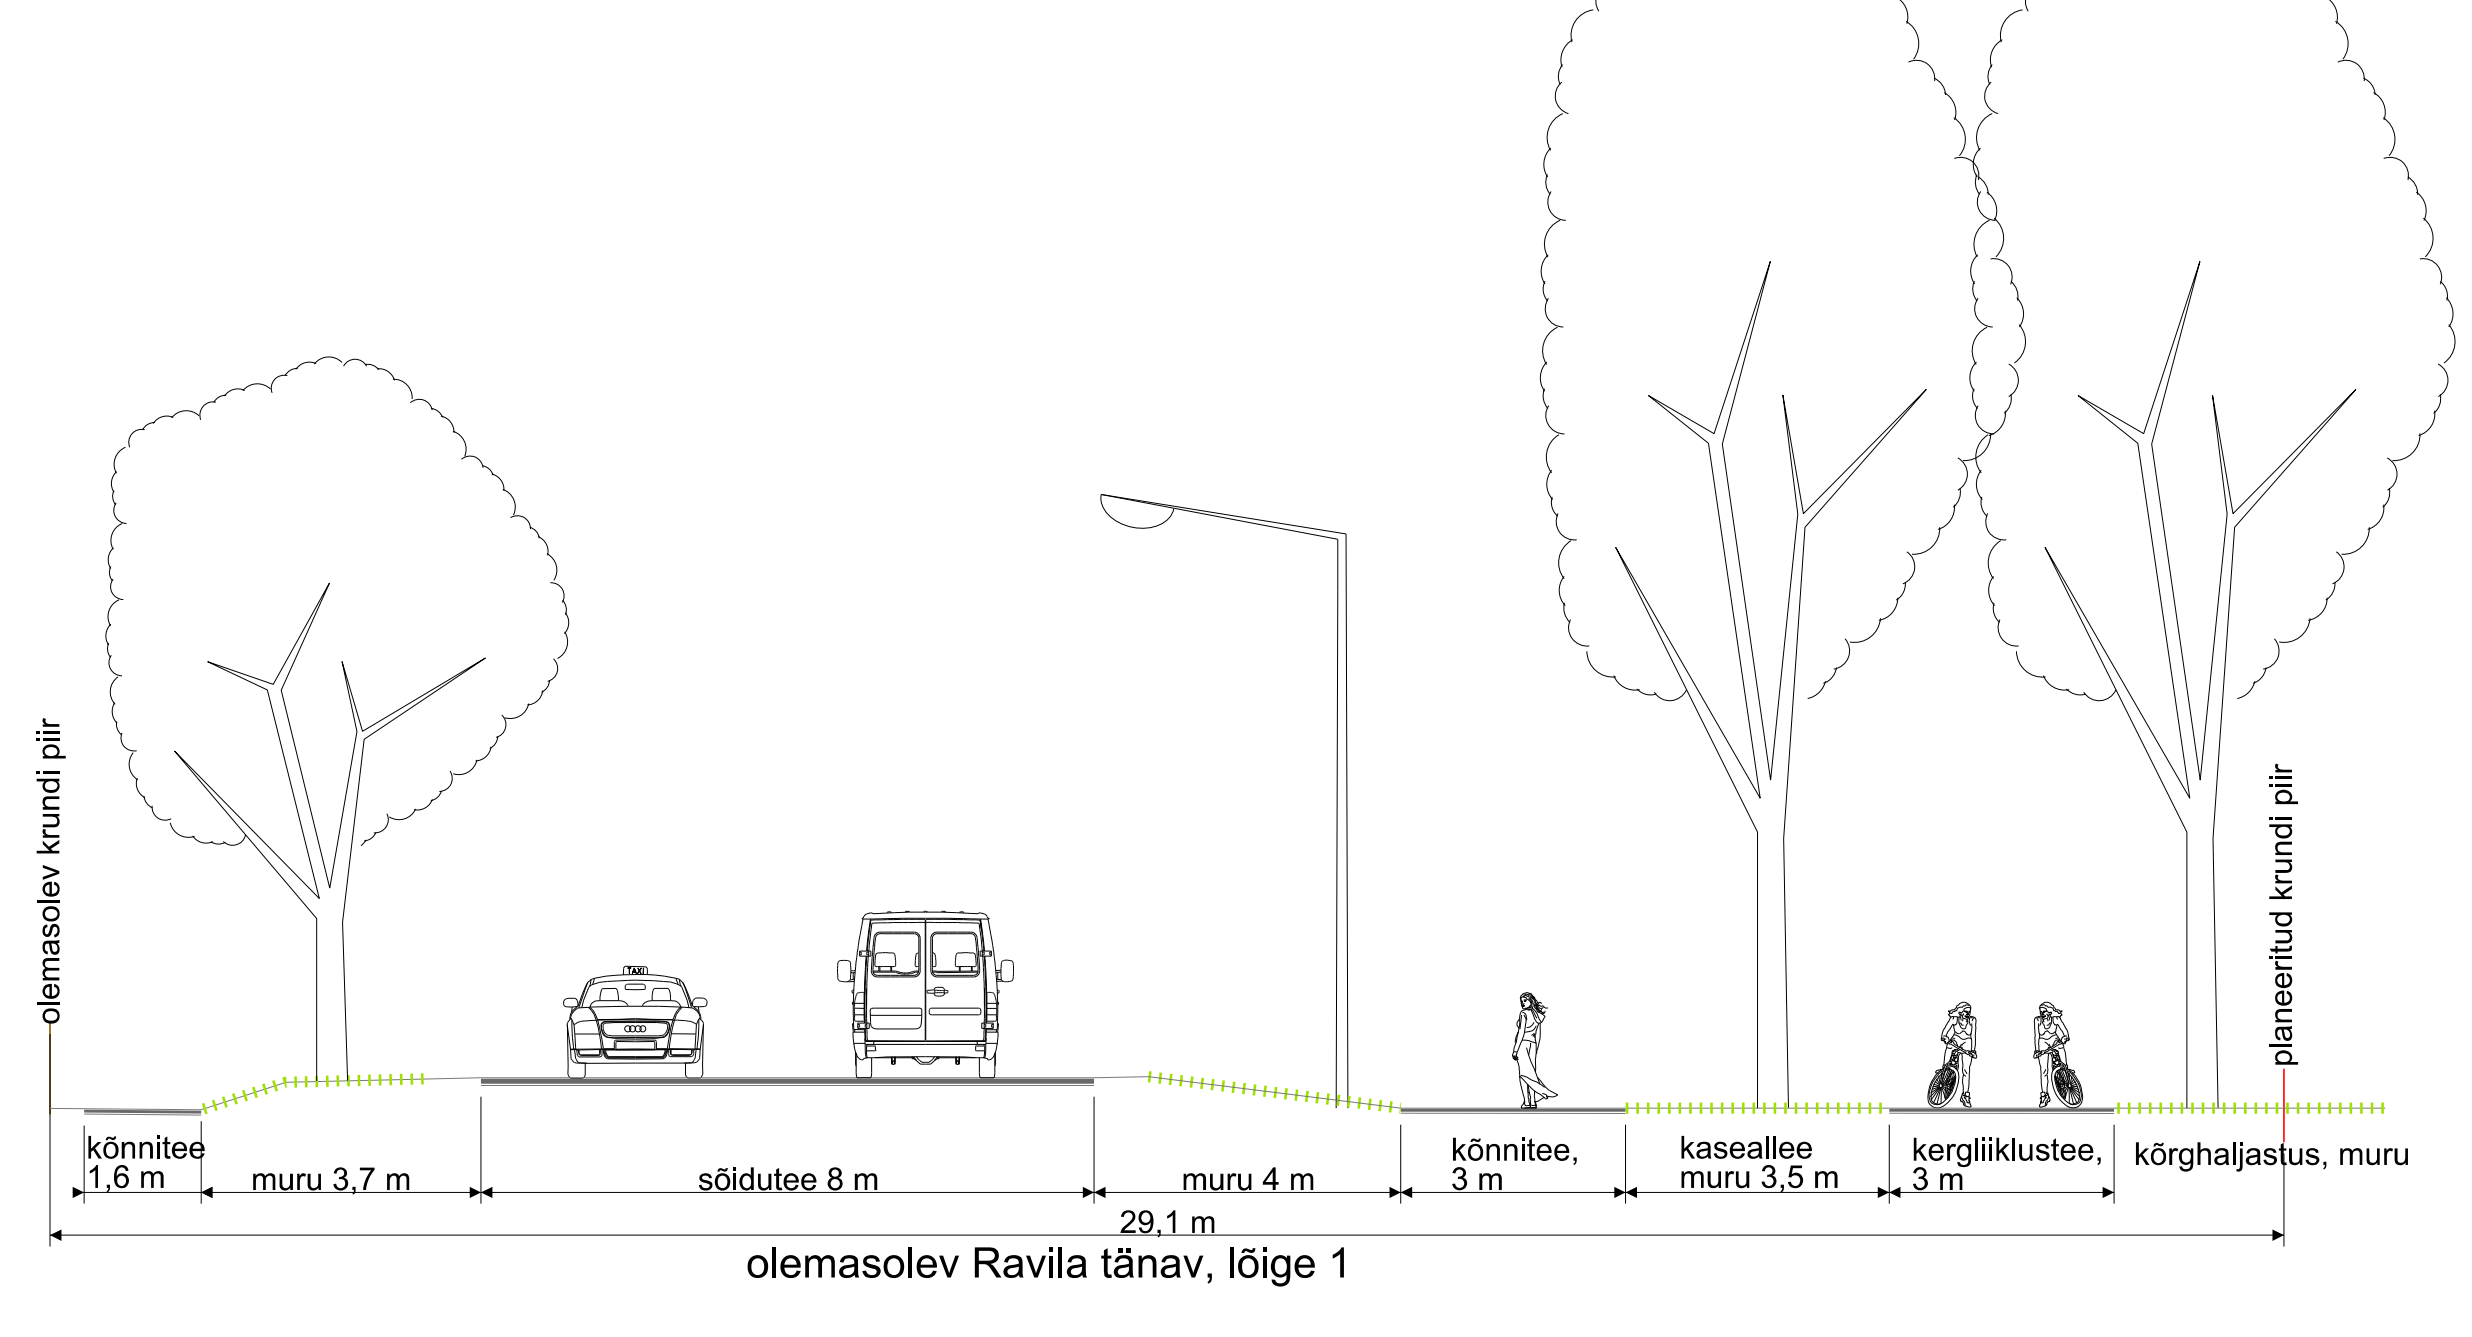 olemasolev krundi piir
TAXI
planeeritud krundi piir
kõnnitee
1,6 m
muru 3,7 m
sõidutee 8 m
muru 4 m
kõnnitee,
3 m
kaseallee
muru 3,5 m
kergliiklustee,
3 m
kõrghaljastus, muru
29,1 m
olemasolev Ravila tänav, lõige 1